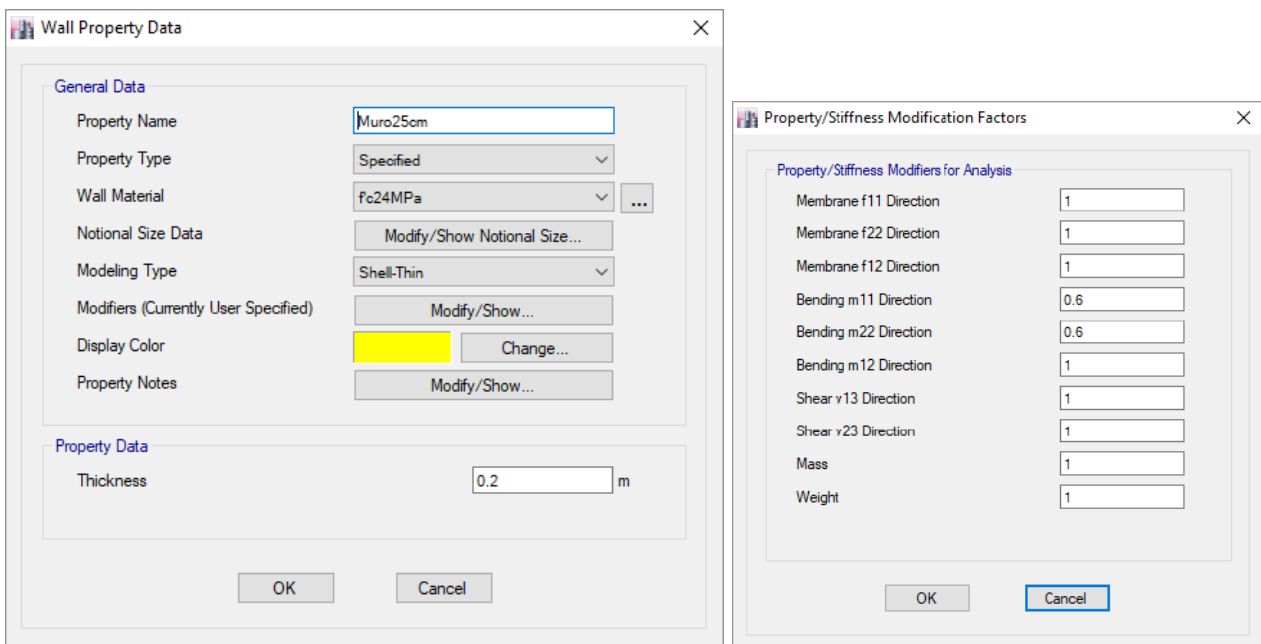 Wall Property Data
General Data
Property Name Muro25cm
Property Type Specified
Wall Material f'c24MPa ...
Notional Size Data Modify/Show Notional Size...
Modeling Type Shell-Thin
Modifiers (Currently User Specified) Modify/Show...
Display Color Change...
Property Notes Modify/Show...
Property Data
Thickness 0.2 m
OK Cancel
Property/Stiffness Modification Factors
Property/Stiffness Modifiers for Analysis
Membrane f11 Direction 1
Membrane f22 Direction 1
Membrane f12 Direction 1
Bending m11 Direction 0.6
Bending m22 Direction 0.6
Bending m12 Direction 1
Shear v13 Direction 1
Shear v23 Direction 1
Mass 1
Weight 1
OK Cancel